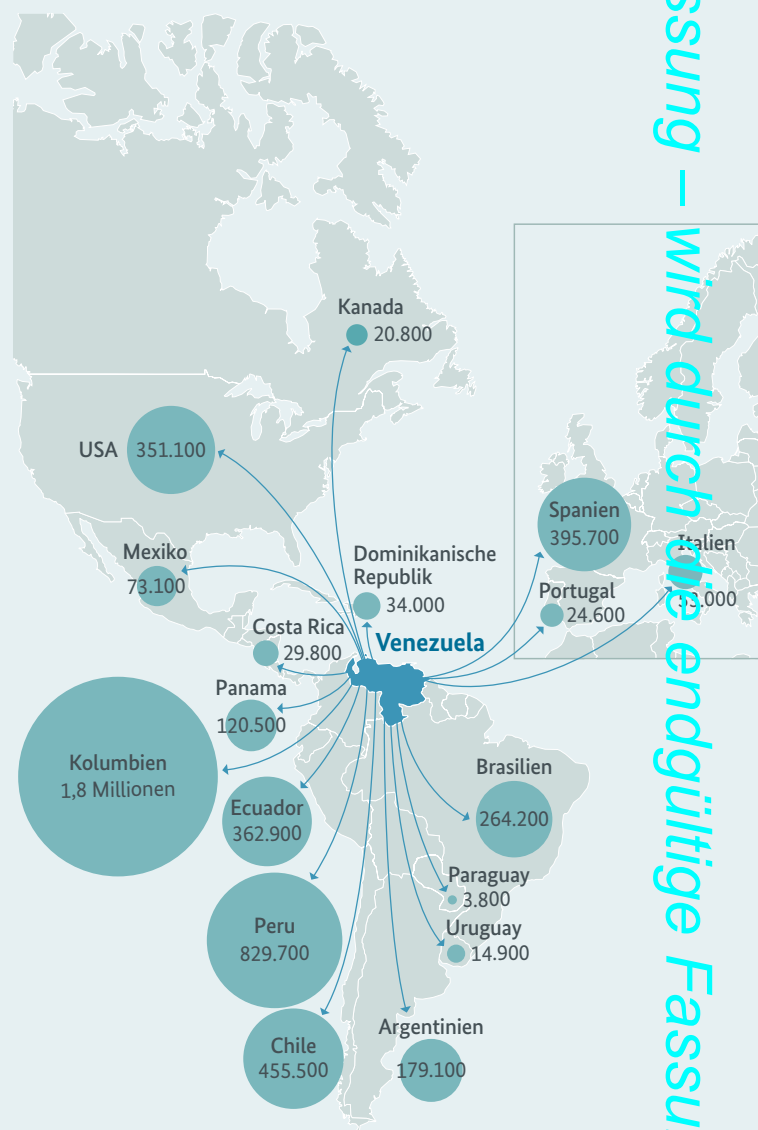 Kanada
20.800
USA
351.100
Mexiko
73.100
Dominikanische
Republik
34.000
Costa Rica
29.800
Venezuela
Panama
120.500
Kolumbien
1,8 Millionen
Ecuador
362.900
Peru
829.700
Chile
455.500
Brasilien
264.200
Paraguay
3.800
Uruguay
14.900
Argentinien
179.100
Spanien
395.700
Italien
53.000
Portugal
24.600
ssung – wird durch die endgültige Fassu